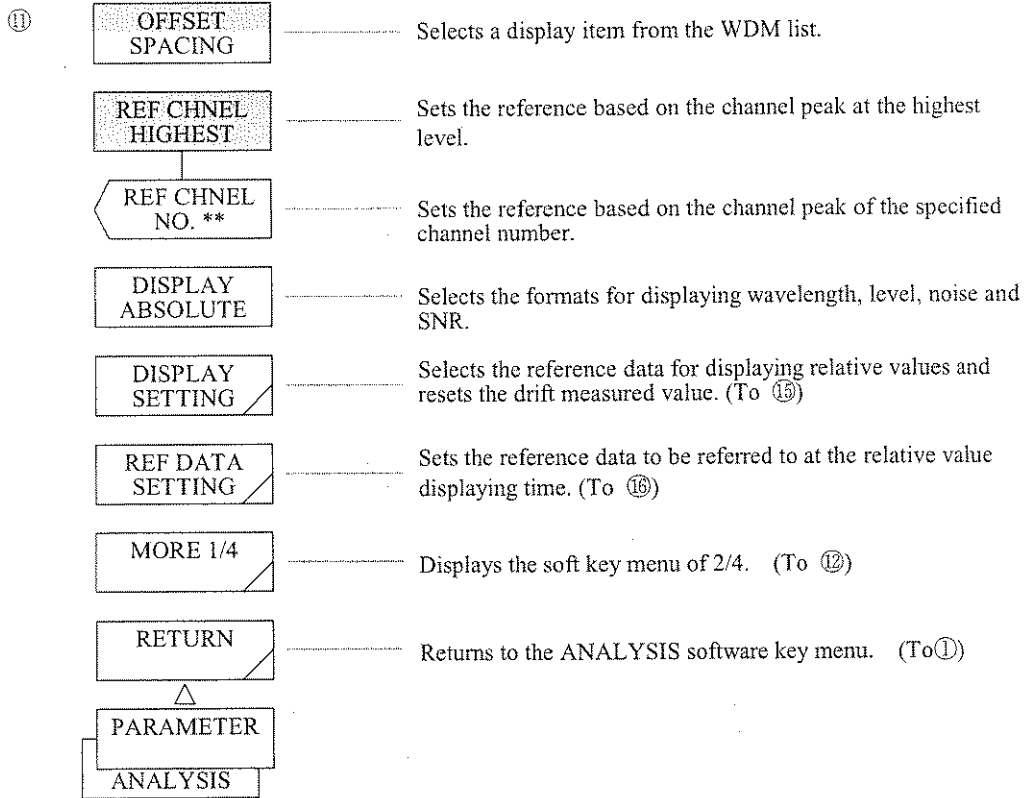 ⑪
OFFSET
SPACING
Selects a display item from the WDM list.
REF CHNEL
HIGHEST
Sets the reference based on the channel peak at the highest
level.
REF CHNEL
NO. **
Sets the reference based on the channel peak of the specified
channel number.
DISPLAY
ABSOLUTE
Selects the formats for displaying wavelength, level, noise and
SNR.
DISPLAY
SETTING
Selects the reference data for displaying relative values and
resets the drift measured value. (To ⑮)
REF DATA
SETTING
Sets the reference data to be referred to at the relative value
displaying time. (To ⑯)
MORE 1/4
Displays the soft key menu of 2/4. (To ⑫)
RETURN
Returns to the ANALYSIS software key menu. (To①)
PARAMETER
ANALYSIS